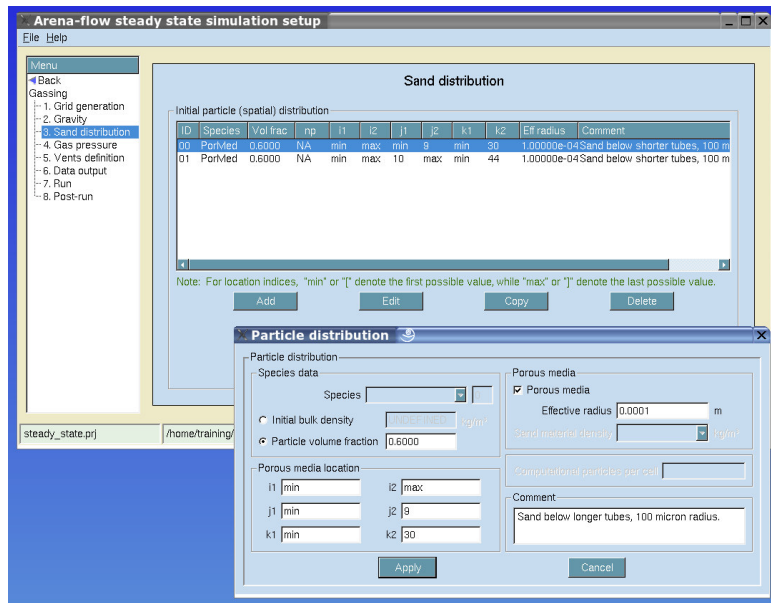 Arena-flow steady state simulation setup
File Help
Menu
Back
Gassing
1. Grid generation
2. Gravity
3. Sand distribution
4. Gas pressure
5. Vents definition
6. Data output
7. Run
8. Post-run
Sand distribution
Initial particle (spatial) distribution
ID Species Vol frac np i1 i2 j1 j2 k1 k2 Eff radius Comment
00 PorMed 0.6000 NA min max min 9 min 30 1.00000e-04 Sand below shorter tubes, 100 m
01 PorMed 0.6000 NA min max 10 max min 44 1.00000e-04 Sand below shorter tubes, 100 m
Note: For location indices, "min" or "[" denote the first possible value, while "max" or "]" denote the last possible value.
Add Edit Copy Delete
steady_state.prj /home/training/
Particle distribution
Particle distribution
Species data
Species 0
Initial bulk density UNDEFINED kg/m³
Particle volume fraction 0.6000
Porous media location
i1 min i2 max
j1 min j2 9
k1 min k2 30
Porous media
Porous media
Effective radius 0.0001 m
Sand material density kg/m³
Computational particles per cell
Comment
Sand below longer tubes, 100 micron radius.
Apply Cancel